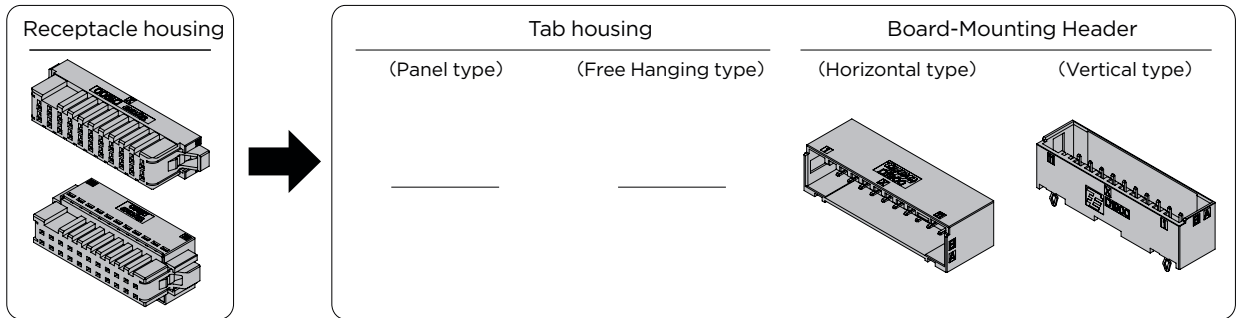 Receptacle housing
Tab housing
Board-Mounting Header
(Panel type)
(Free Hanging type)
(Horizontal type)
(Vertical type)